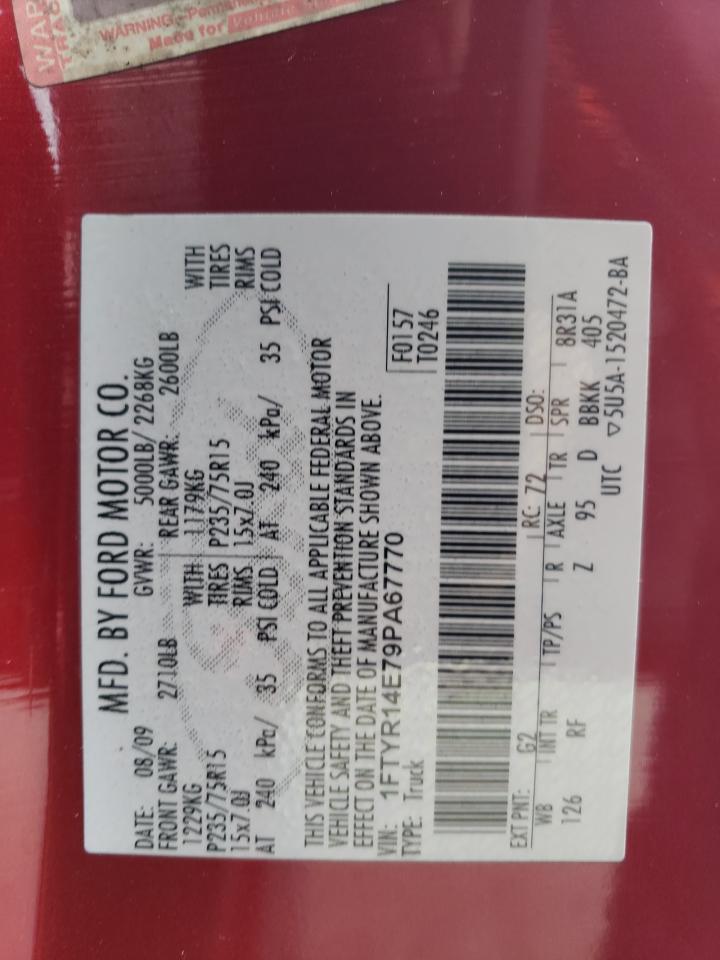 WARNING - Permanent
Made for Vehicle
MFD. BY FORD MOTOR CO.
DATE: 08/09 GVWR: 5000LB/ 2268KG
FRONT GAWR: 2710LB REAR GAWR: 2600LB
1229KG WITH 1179KG WITH
P235/75R15 TIRES P235/75R15 TIRES
15x7.0J RIMS 15x7.0J RIMS
AT 240 kPa/ 35 PSI COLD AT 240 kPa/ 35 PSI COLD
THIS VEHICLE CONFORMS TO ALL APPLICABLE FEDERAL MOTOR
VEHICLE SAFETY AND THEFT PREVENTION STANDARDS IN
EFFECT ON THE DATE OF MANUFACTURE SHOWN ABOVE.
VIN: 1FTYR14E79PA67770 F0157
TYPE: Truck T0246
EXT PNT: G2 RC: 72 DSO:
WB INT TR TP/PS R AXLE TR SPR 8R31A
126 RF Z 95 D BBKK 405
UTC ▽5U5A-1520472-BA